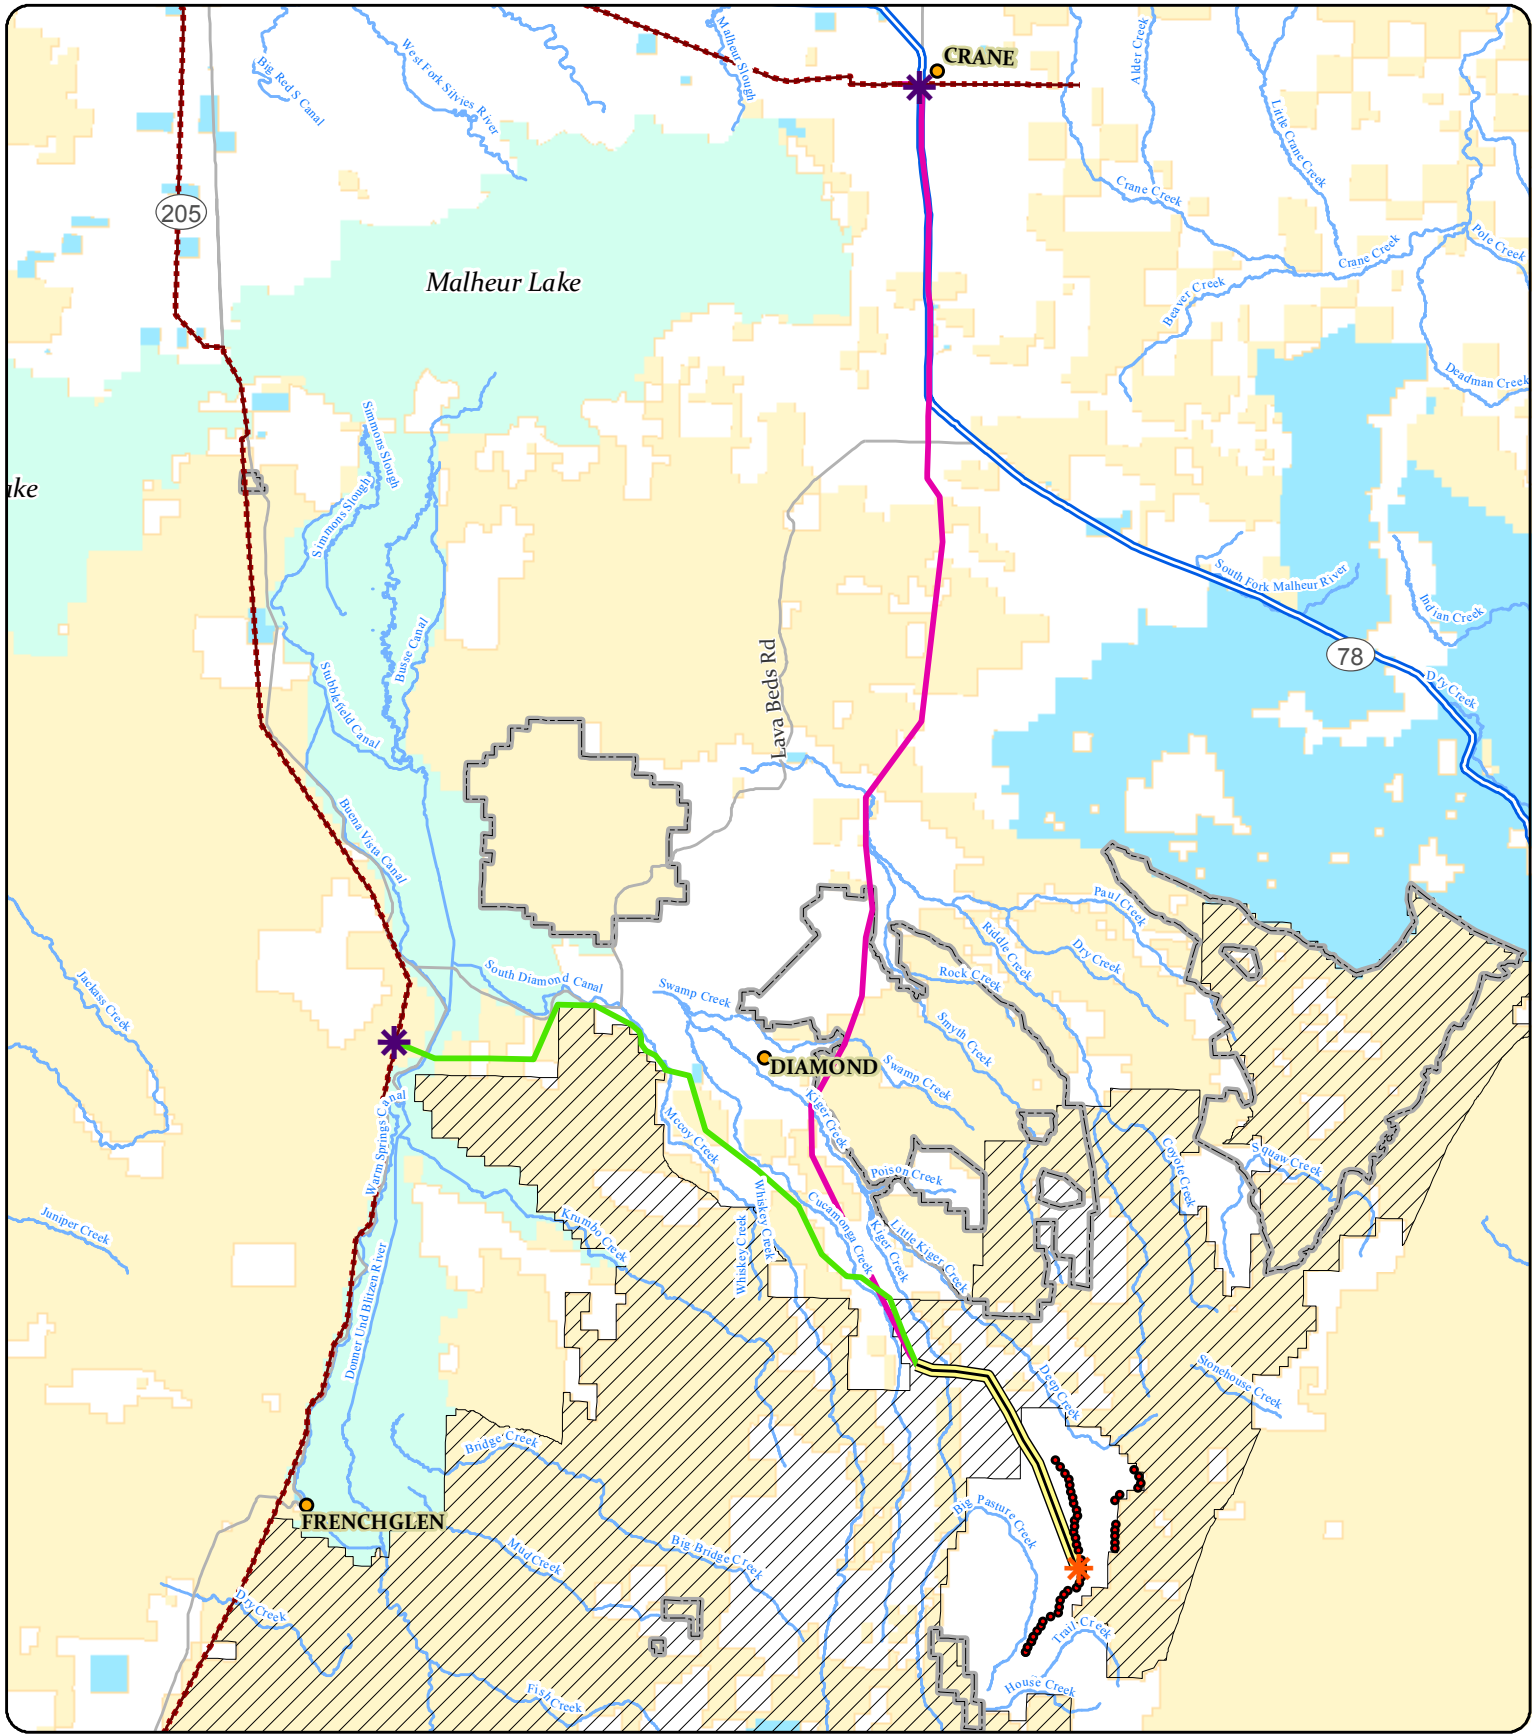 CRANE
Malheur Slough
Alder Creek
West Fork Silvies River
Big Red S Canal
Little Crane Creek
Crane Creek
205
Pole Creek
Crane Creek
Malheur Lake
Beaver Creek
Deadman Creek
Simmons Slough
ake
Simmons Slough
South Fork Malheur River
Indian Creek
Busse Canal
Lava Beds Rd
78
Dry Creek
Stubblefield Canal
Buena Vista Canal
Paul Creek
Riddle Creek
Dry Creek
South Diamond Canal
Rock Creek
Swamp Creek
Jackass Creek
Smyth Creek
DIAMOND
Swamp Creek
Warm Springs Canal
Kiger Creek
Mccoy Creek
Coyote Creek
Squaw Creek
Poison Creek
Whiskey Creek
Cucamonga Creek
Juniper Creek
Krumbo Creek
Whiskey Creek
Kiger Creek
Little Kiger Creek
Donner Und Blitzen River
Stonehouse Creek
Deep Creek
Bridge Creek
Big Pasture Creek
FRENCHGLEN
Mud Creek
Big Bridge Creek
Dry Creek
Trail Creek
House Creek
Fish Creek